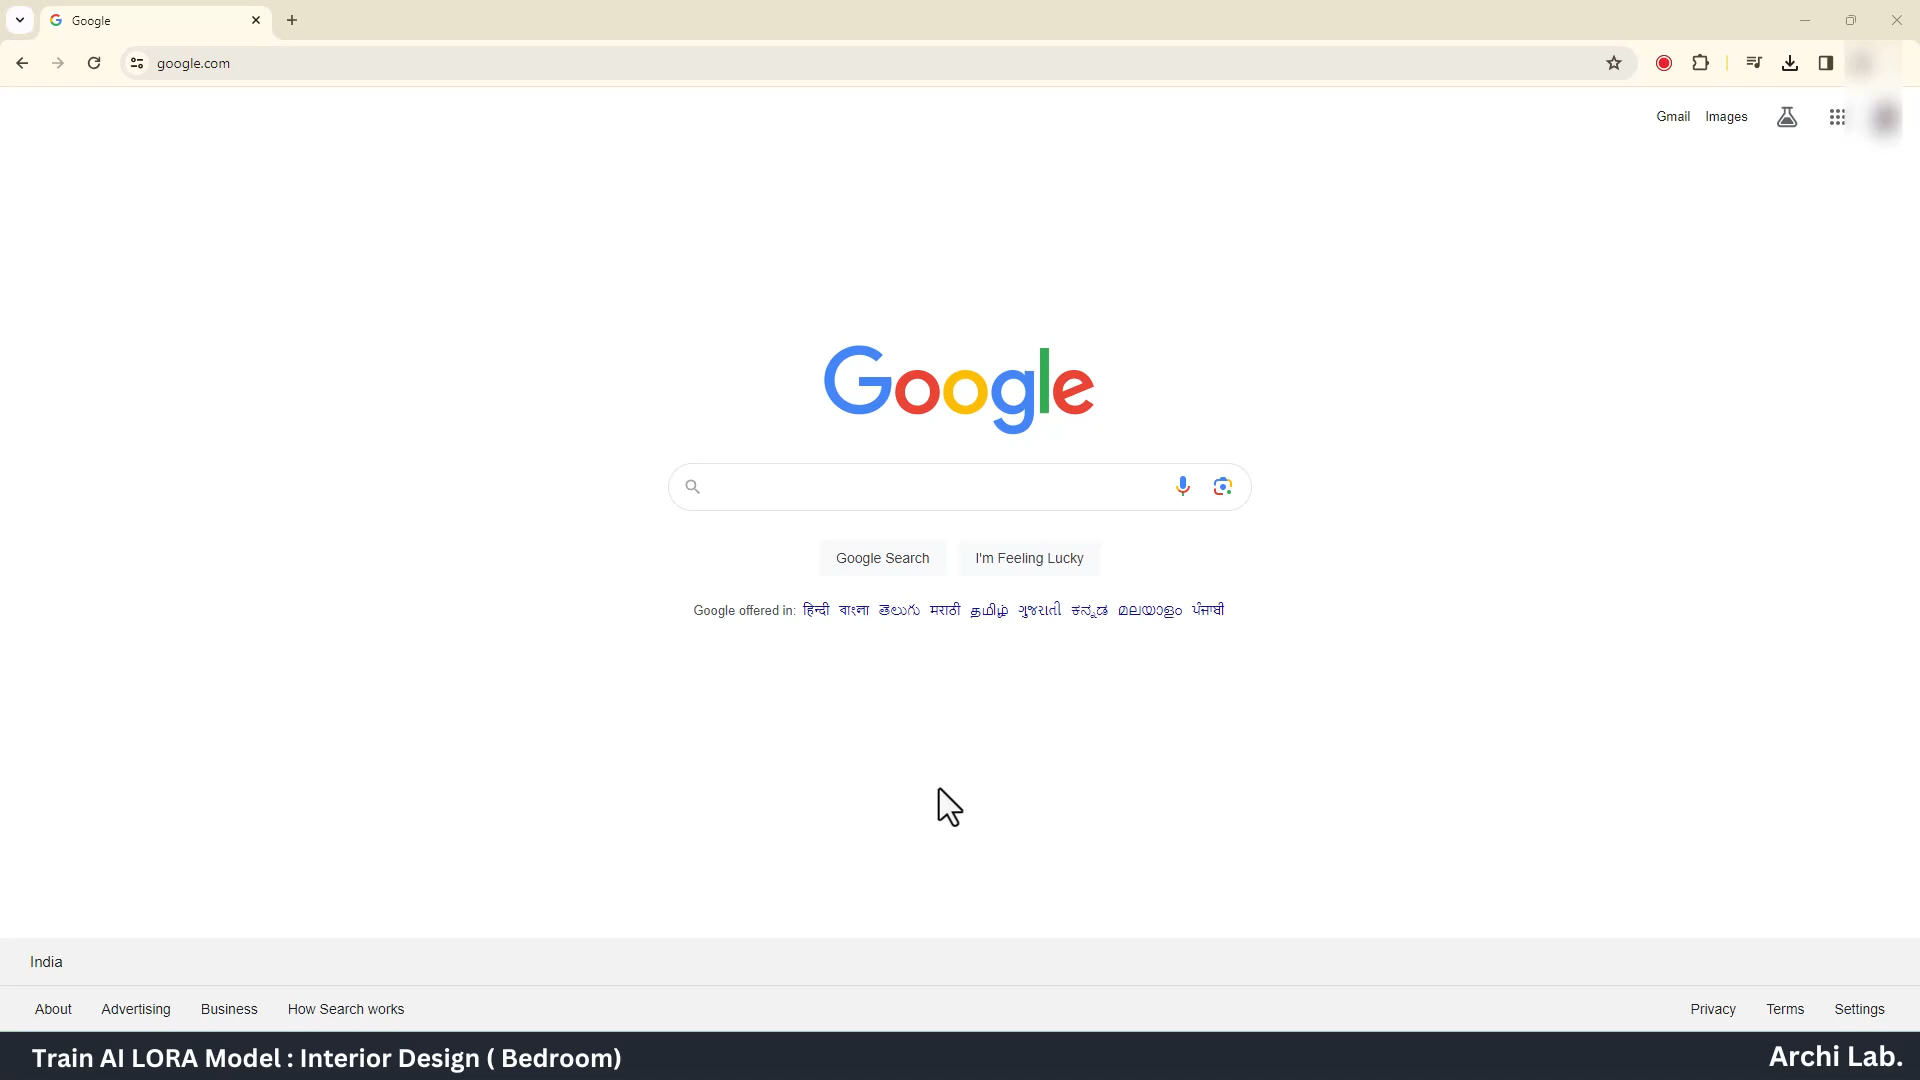 Google
google.com
Gmail Images
Google
Google Search I'm Feeling Lucky
Google offered in: हिन्दी বাংলা తెలుగు मराठी தமிழ் ગુજરાતી ಕನ್ನಡ മലയാളം ਪੰਜਾਬੀ
India
About Advertising Business How Search works Privacy Terms Settings
Train AI LORA Model : Interior Design ( Bedroom) Archi Lab.